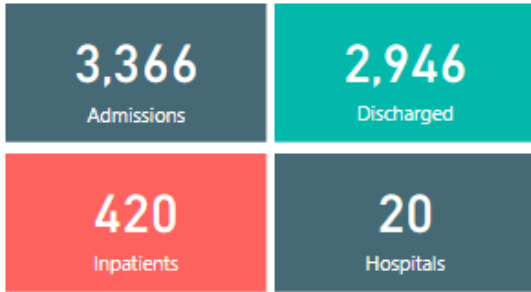 3,366
Admissions
2,946
Discharged
420
Inpatients
20
Hospitals